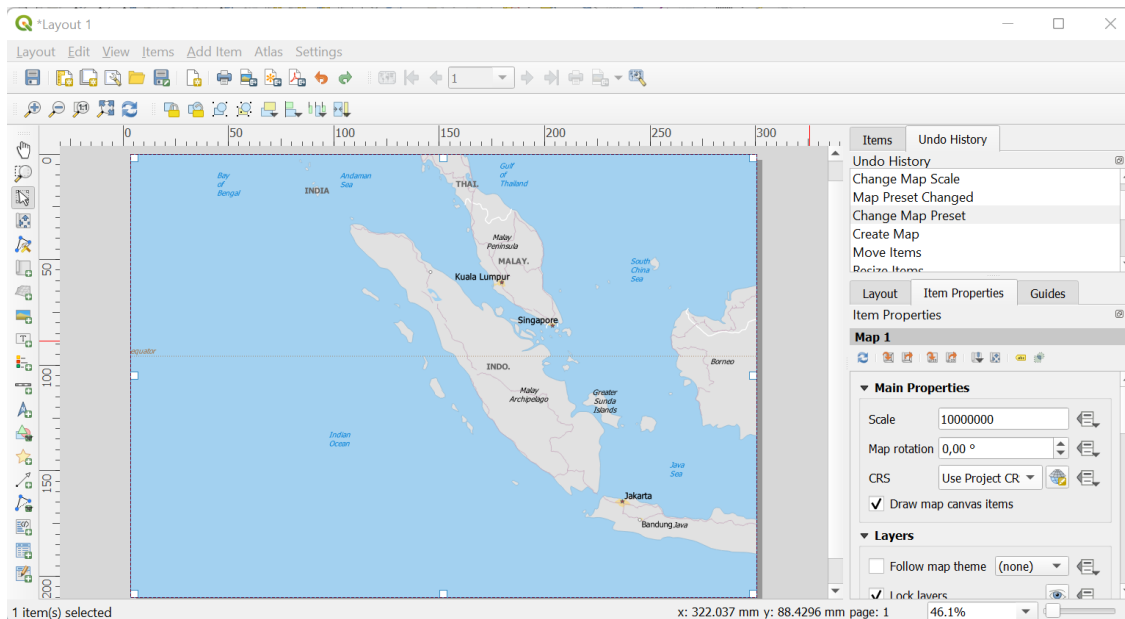 *Layout 1
Layout Edit View Items Add Item Atlas Settings
1
0 50 100 150 200 250 300
Items Undo History
Undo History
Change Map Scale
Map Preset Changed
Change Map Preset
Create Map
Move Items
Resize Items
Layout Item Properties Guides
Item Properties
Map 1
Main Properties
Scale 10000000
Map rotation 0,00 °
CRS Use Project CR
Draw map canvas items
Layers
Follow map theme (none)
Lock layers
0
50
100
150
200
Bay
of
Bengal
Andaman
Sea
INDIA
THAI.
Gulf
of
Thailand
Malay
Peninsula
MALAY.
Kuala Lumpur
South
China
Sea
Singapore
equator
INDO.
Borneo
Malay
Archipelago
Greater
Sunda
Islands
Indian
Ocean
Java
Sea
Jakarta
Bandung Java
1 item(s) selected
x: 322.037 mm y: 88.4296 mm page: 1
46.1%